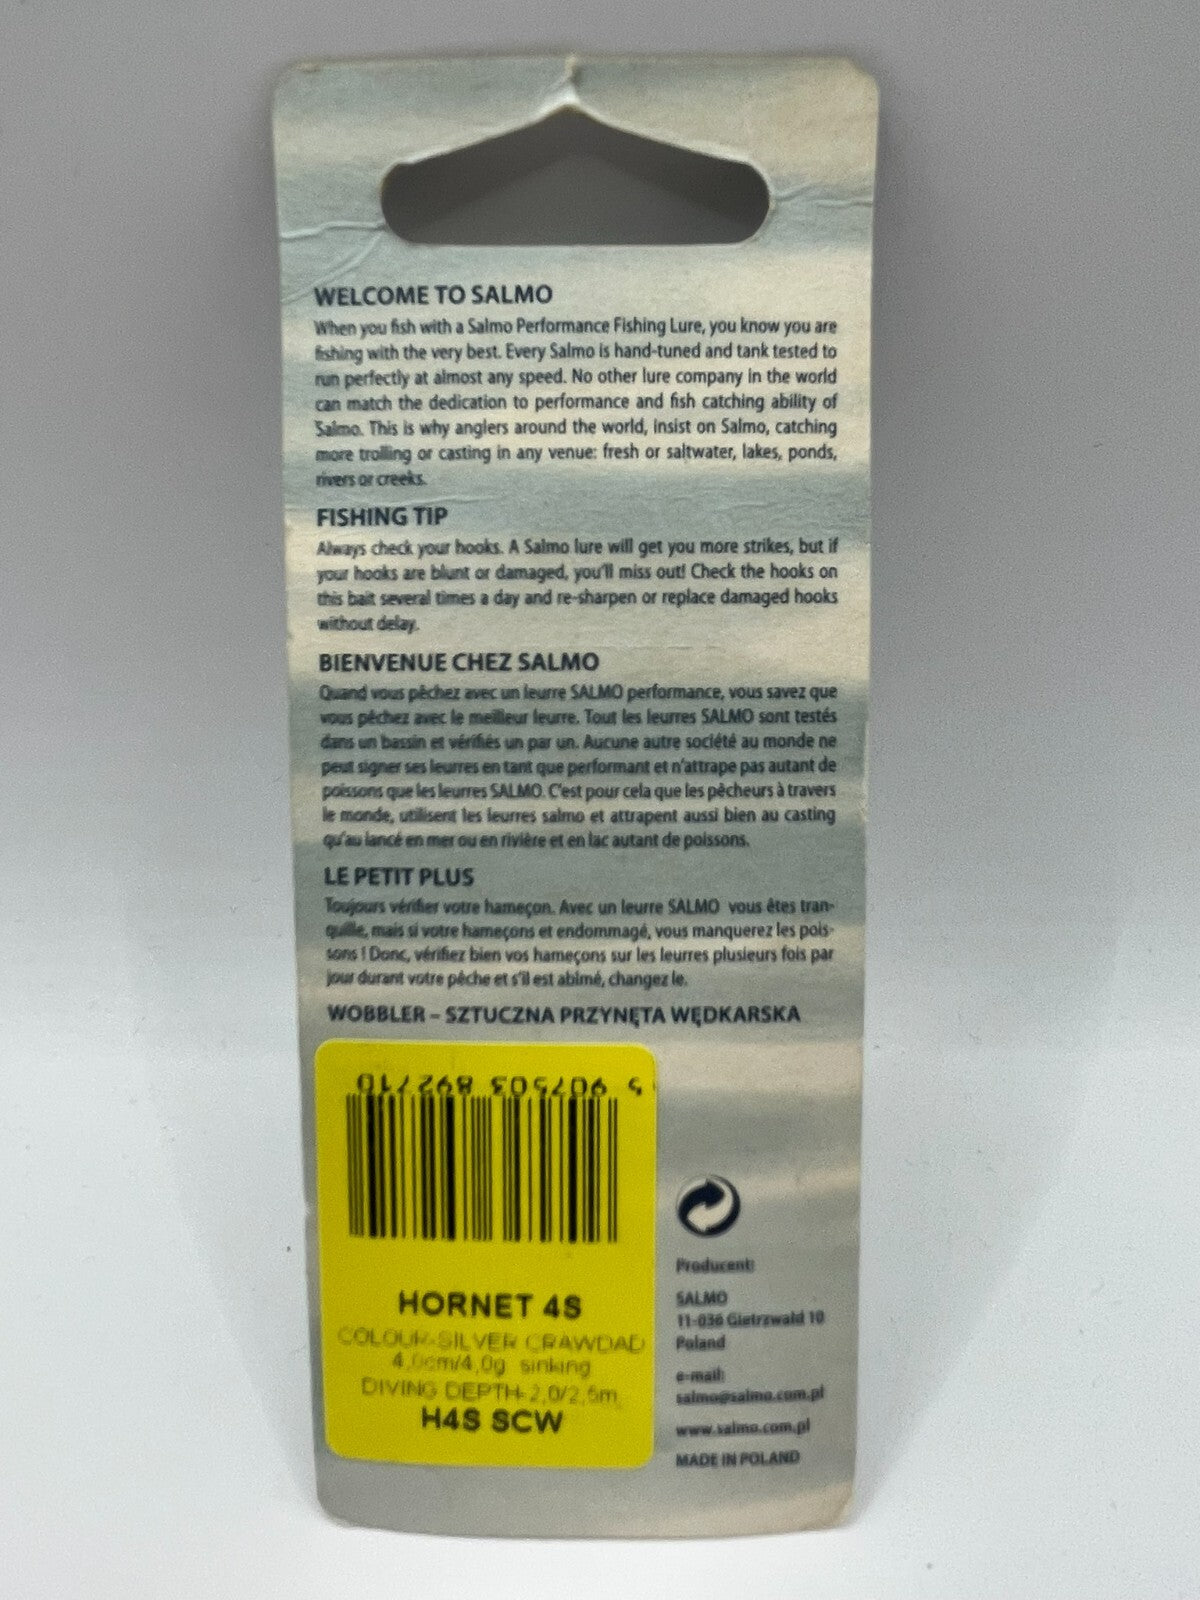 WELCOME TO SALMO
When you fish with a Salmo Performance Fishing Lure, you know you are
fishing with the very best. Every Salmo is hand-tuned and tank tested to
run perfectly at almost any speed. No other lure company in the world
can match the dedication to performance and fish catching ability of
Salmo. This is why anglers around the world, insist on Salmo, catching
more trolling or casting in any venue: fresh or saltwater, lakes, ponds,
rivers or creeks.
FISHING TIP
Always check your hooks. A Salmo lure will get you more strikes, but if
your hooks are blunt or damaged, you'll miss out! Check the hooks on
this bait several times a day and re-sharpen or replace damaged hooks
without delay.
BIENVENUE CHEZ SALMO
Quand vous pêchez avec un leurre SALMO performance, vous savez que
vous pêchez avec le meilleur leurre. Tout les leurres SALMO sont testés
dans un bassin et vérifiés un par un. Aucune autre société au monde ne
peut signer ses leurres en tant que performant et n'attrape pas autant de
poissons que les leurres SALMO. C'est pour cela que les pêcheurs à travers
le monde, utilisent les leurres salmo et attrapent aussi bien au casting
qu'au lancé en mer ou en rivière et en lac autant de poissons.
LE PETIT PLUS
Toujours vérifier votre hameçon. Avec un leurre SALMO vous êtes tran-
quille, mais si votre hameçons et endommagé, vous manquerez les pois-
sons ! Donc, vérifiez bien vos hameçons sur les leurres plusieurs fois par
jour durant votre pêche et s'il est abîmé, changez le.
WOBBLER – SZTUCZNA PRZYNĘTA WĘDKARSKA
5 907503 892710
HORNET 4S
COLOUR-SILVER CRAWDAD
4,0cm/4,0g sinking
DIVING DEPTH-2,0/2,5m
H4S SCW
Producent:
SALMO
11-036 Gietrzwałd 10
Poland
e-mail:
salmo@salmo.com.pl
www.salmo.com.pl
MADE IN POLAND